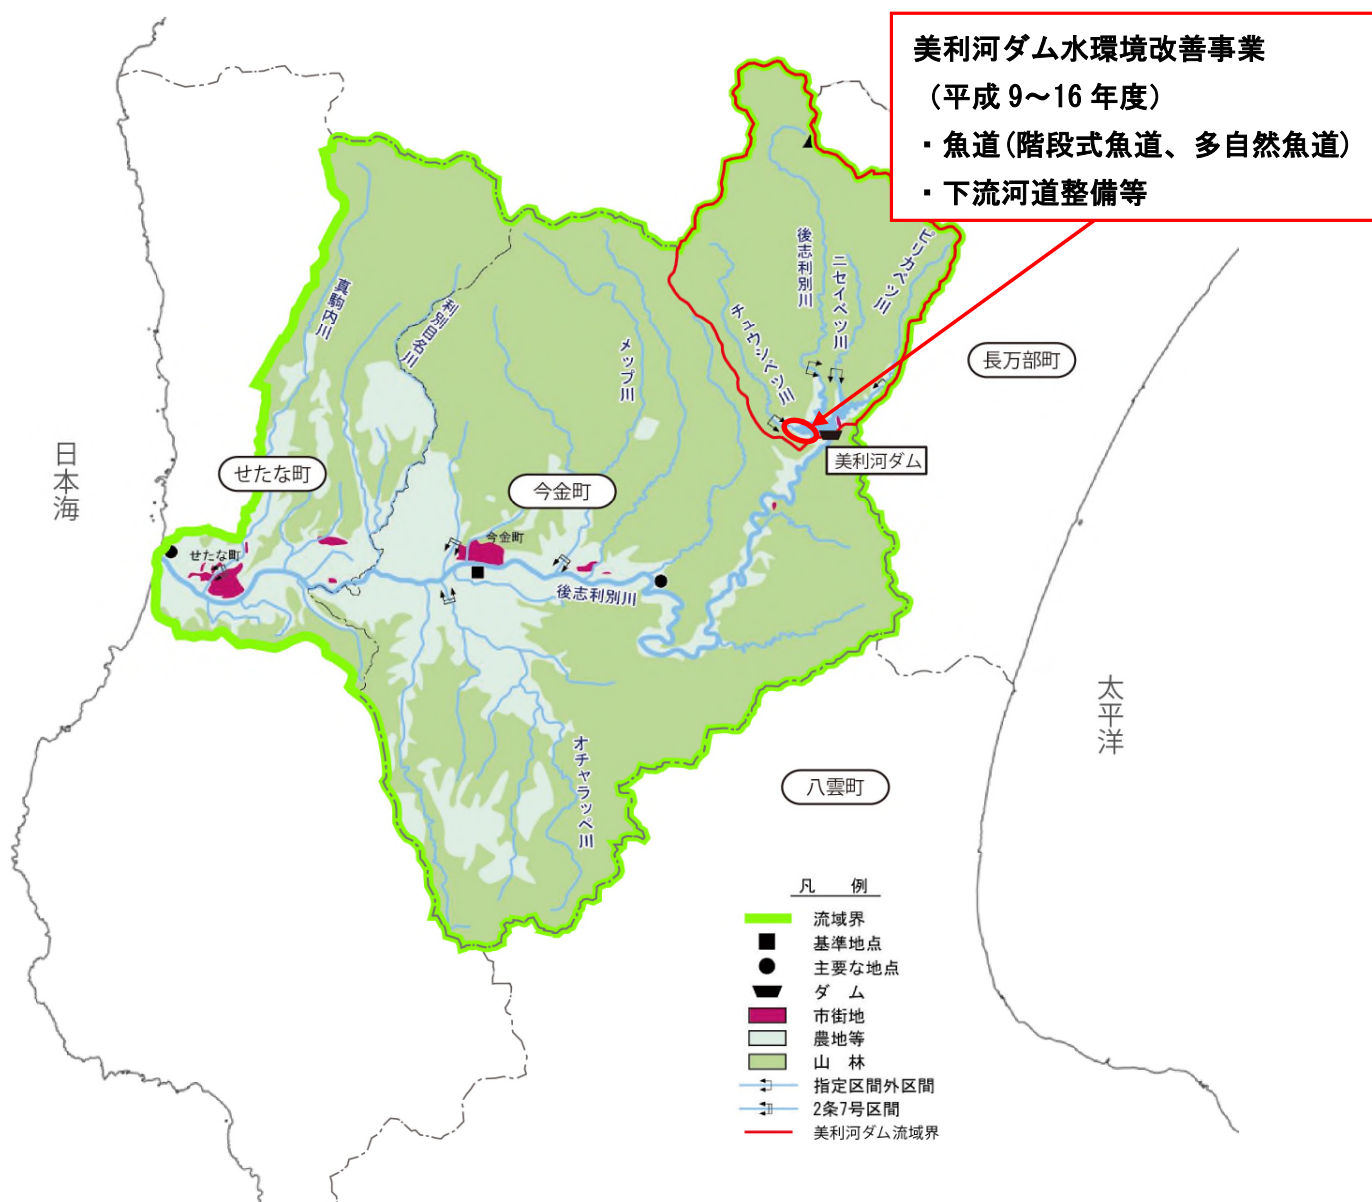 美利河ダム水環境改善事業
（平成9～16年度）
・魚道(階段式魚道、多自然魚道)
・下流河道整備等
後志利別川
ニセイベツ川
ピリカベツ川
チュウシベツ川
真駒内川
利別目名川
メップ川
長万部町
美利河ダム
日本海
せたな町
今金町
せたな町
今金町
後志利別川
太平洋
オチャラッペ川
八雲町
凡 例
流域界
基準地点
主要な地点
ダ ム
市街地
農地等
山 林
指定区間外区間
2条7号区間
美利河ダム流域界